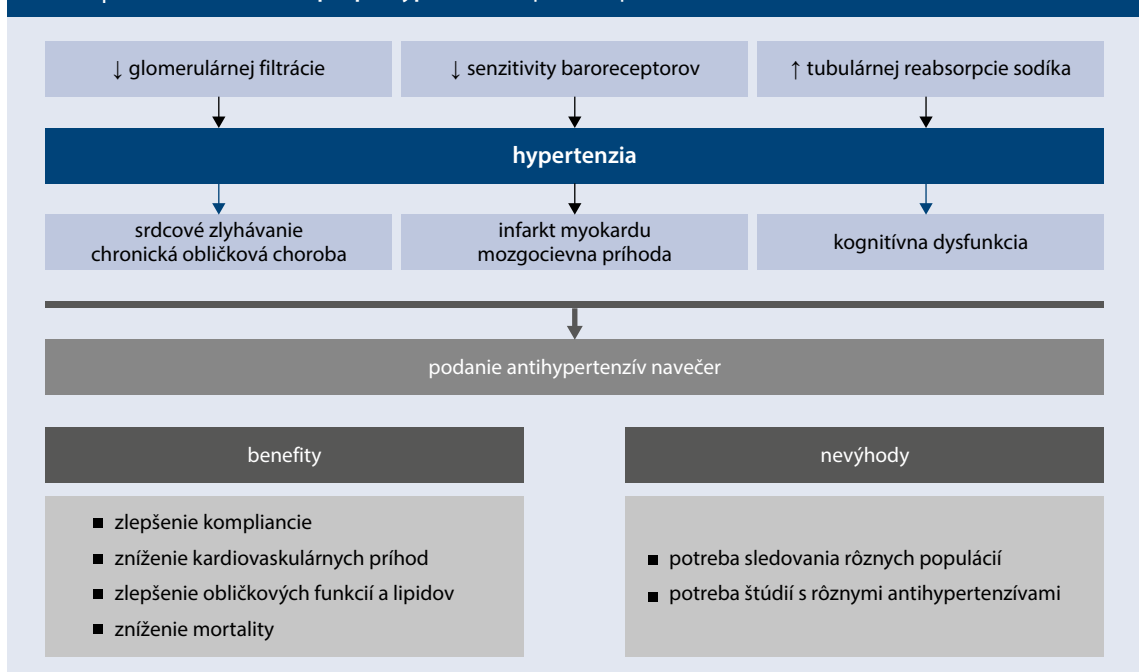 ↓ glomerulárnej filtrácie
↓ senzitivity baroreceptorov
↑ tubulárnej reabsorpcie sodíka
hypertenzia
srdcové zlyhávanie
chronická obličková choroba
infarkt myokardu
mozgocievna príhoda
kognitívna dysfunkcia
podanie antihypertenzív navečer
benefity
■ zlepšenie kompliancie
■ zníženie kardiovaskulárnych príhod
■ zlepšenie obličkových funkcií a lipidov
■ zníženie mortality
nevýhody
■ potreba sledovania rôznych populácií
■ potreba štúdií s rôznymi antihypertenzívami